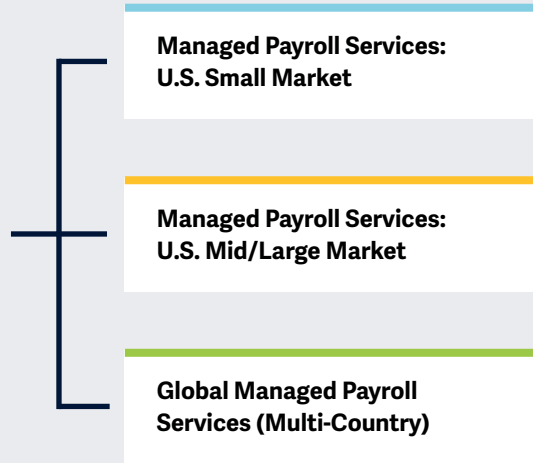 Managed Payroll Services:
U.S. Small Market
Managed Payroll Services:
U.S. Mid/Large Market
Global Managed Payroll
Services (Multi-Country)